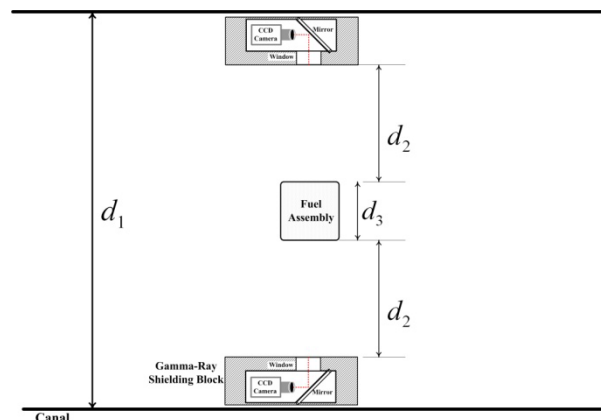 CCD
Camera
Mirror
Window
d₂
Fuel
Assembly
d₃
d₁
d₂
Gamma-Ray
Shielding Block
Window
CCD
Camera
Mirror
Canal